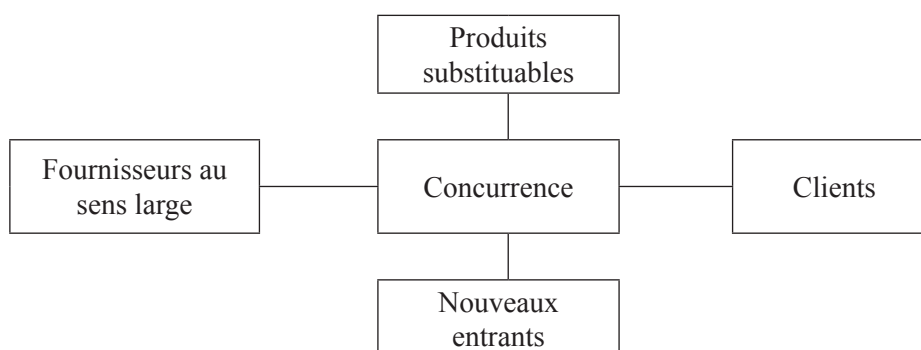 Produits
substituables
Fournisseurs au
sens large
Concurrence
Clients
Nouveaux
entrants